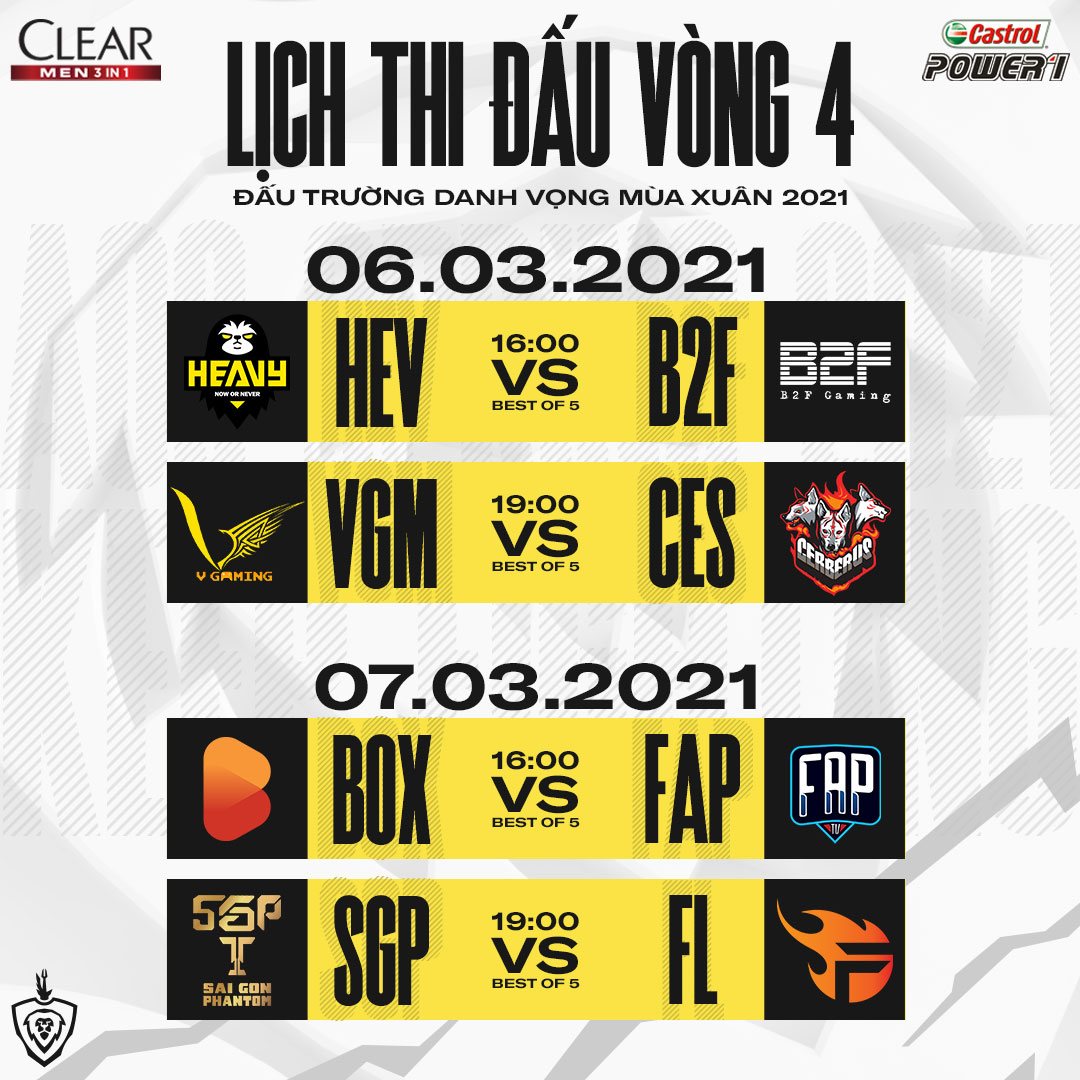 CLEAR
MEN 3 IN 1
Castrol
POWER1
LỊCH THI ĐẤU VÒNG 4
ĐẤU TRƯỜNG DANH VỌNG MÙA XUÂN 2021
06.03.2021
HEAVY
NOW OR NEVER
HEV
16:00
VS
BEST OF 5
B2F
B2F
B2F Gaming
V GAMING
VGM
19:00
VS
BEST OF 5
CES
CERBERUS
07.03.2021
BOX
16:00
VS
BEST OF 5
FAP
FAP
TV
SGP
SAI GON
PHANTOM
SGP
19:00
VS
BEST OF 5
FL